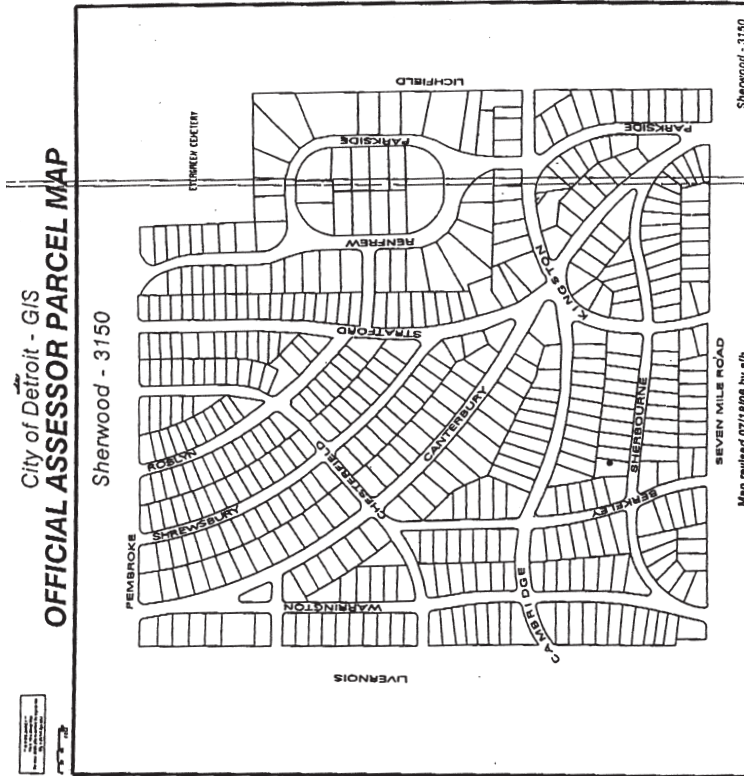 City of Detroit - GIS
OFFICIAL ASSESSOR PARCEL MAP
Sherwood - 3150
EVERGREEN CEMETERY
LICHFIELD
PARKSIDE
PARKSIDE
RENFREW
KINGSTON
STRATFORD
ROSLYN
SHREWSBURY
CHESTERFIELD
CANTERBURY
SHERBOURNE
BERKELEY
PEMBROKE
WARRINGTON
CAMBRIDGE
LIVERNOIS
SEVEN MILE ROAD
Sherwood - 3150